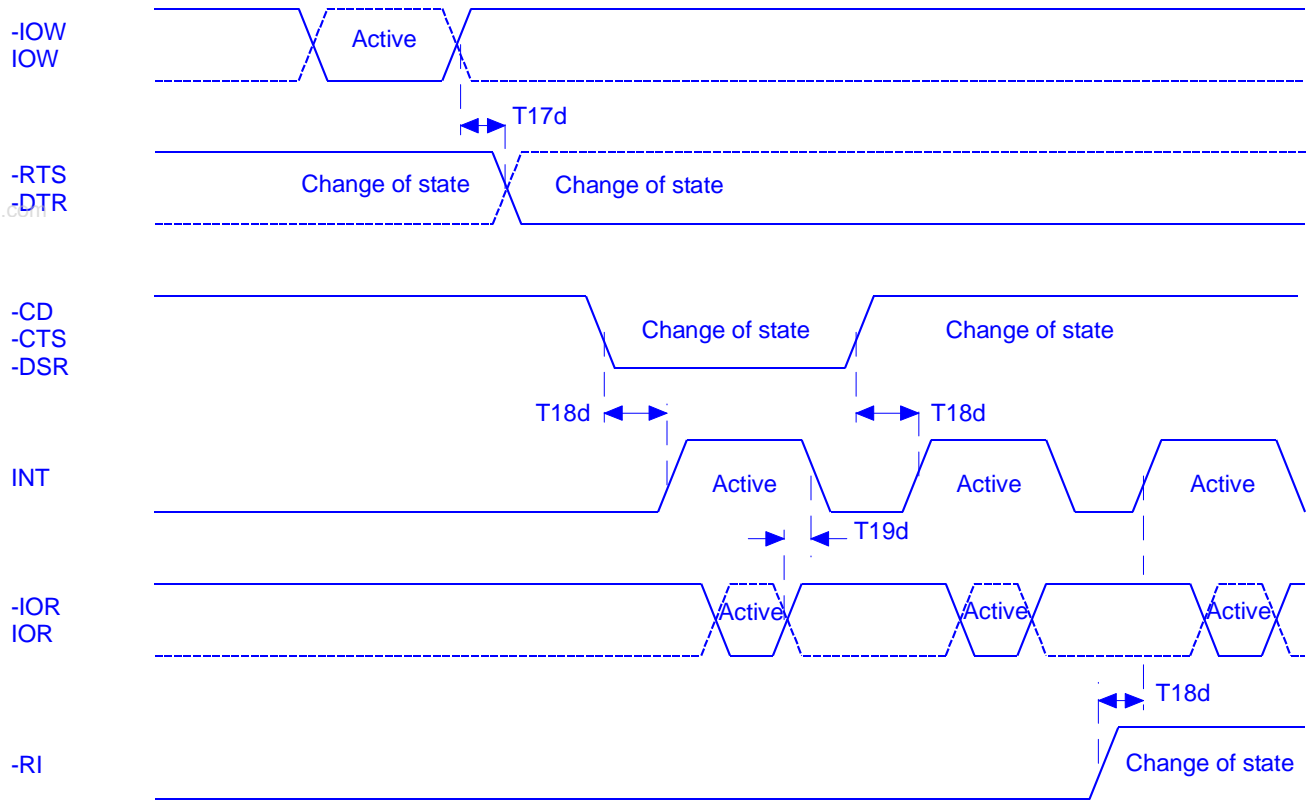 -IOW
IOW
Active
T17d
-RTS
-DTR
Change of state
Change of state
.com
-CD
-CTS
-DSR
Change of state
Change of state
T18d
T18d
INT
Active
Active
Active
T19d
-IOR
IOR
Active
Active
Active
T18d
-RI
Change of state